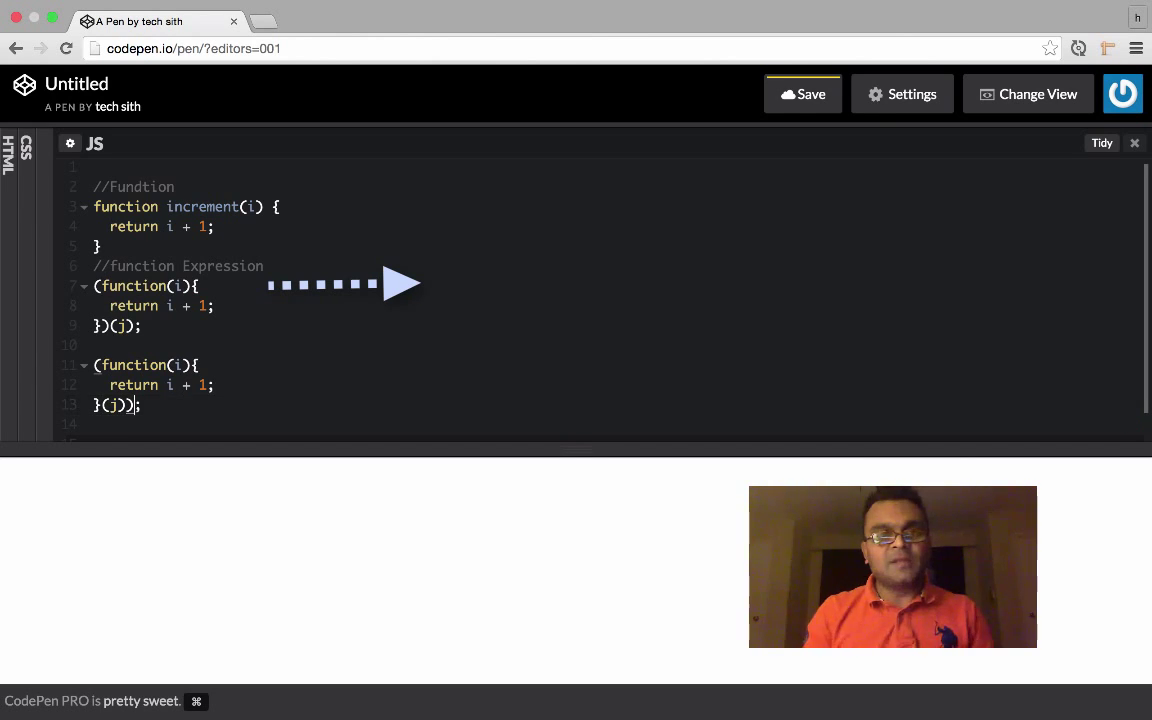 A Pen by tech sith
h
codepen.io/pen/?editors=001
Untitled
A PEN BY tech sith
Save
Settings
Change View
HTML
CSS
JS
Tidy
1
2 //Fundtion
3 function increment(i) {
4 return i + 1;
5 }
6 //function Expression
7 (function(i){
8 return i + 1;
9 })(j);
10
11 (function(i){
12 return i + 1;
13 }(j));
14
15
CodePen PRO is pretty sweet. ⌘